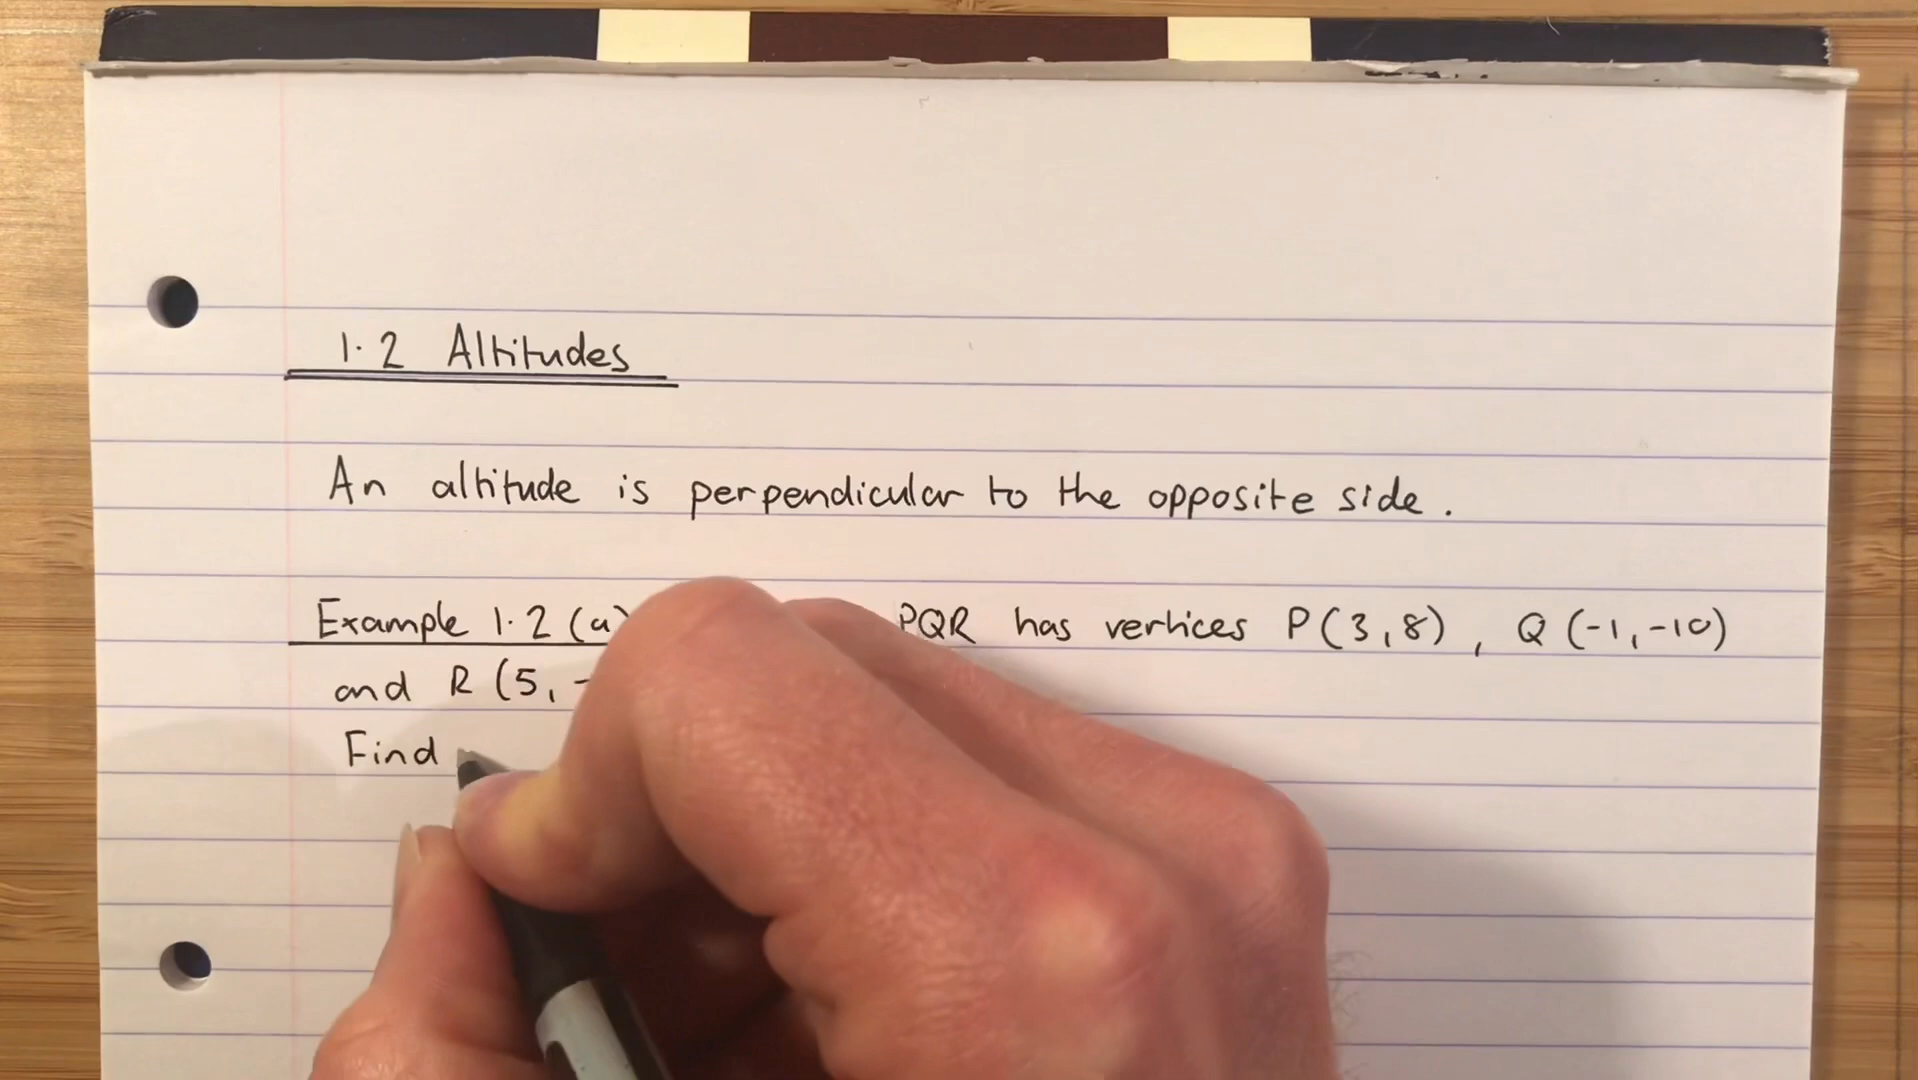 1.2 Altitudes
An altitude is perpendicular to the opposite side.
Example 1.2 (a) PQR has vertices P(3,8), Q(-1,-10)
and R (5, -
Find